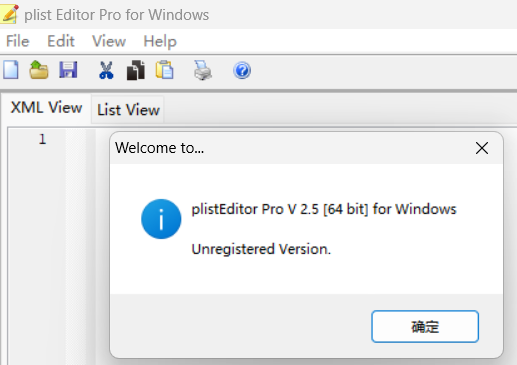 plist Editor Pro for Windows
File Edit View Help
XML View List View
1
Welcome to...
plistEditor Pro V 2.5 [64 bit] for Windows
Unregistered Version.
确定